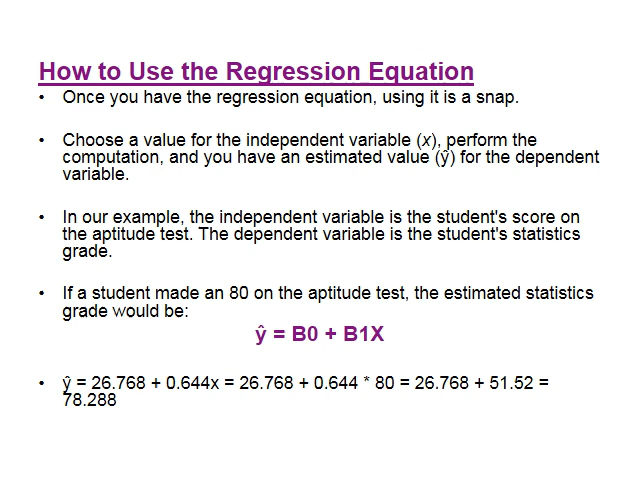 How to Use the Regression Equation
• Once you have the regression equation, using it is a snap.
• Choose a value for the independent variable (x), perform the
computation, and you have an estimated value (ŷ) for the dependent
variable.
• In our example, the independent variable is the student's score on
the aptitude test. The dependent variable is the student's statistics
grade.
• If a student made an 80 on the aptitude test, the estimated statistics
grade would be:
ŷ = B0 + B1X
• ŷ = 26.768 + 0.644x = 26.768 + 0.644 * 80 = 26.768 + 51.52 =
78.288